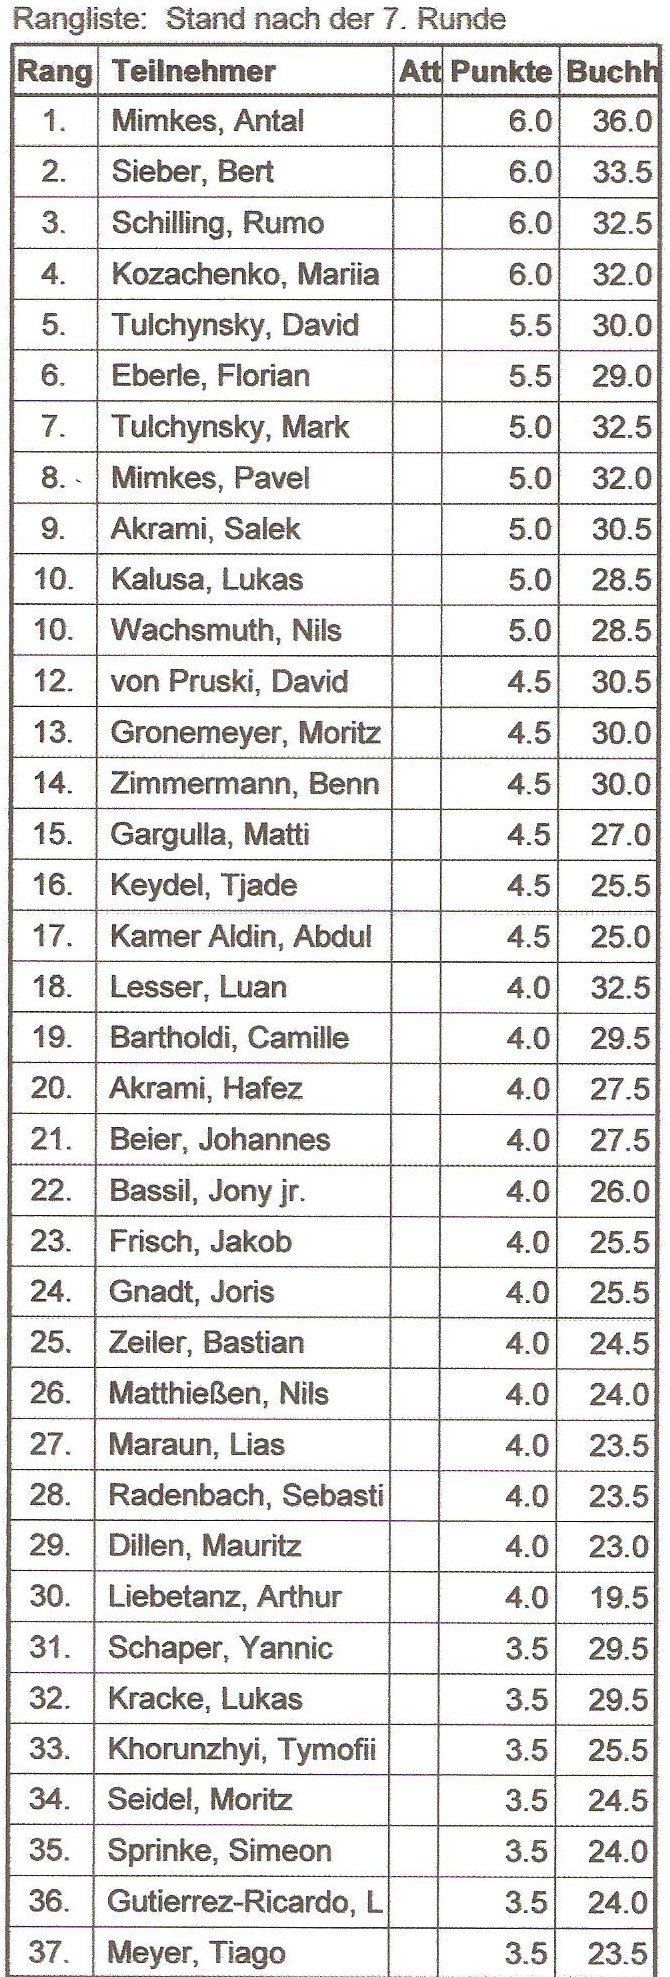 Rangliste: Stand nach der 7. Runde
Rang Teilnehmer Att Punkte Buchh
1. Mimkes, Antal 6.0 36.0
2. Sieber, Bert 6.0 33.5
3. Schilling, Rumo 6.0 32.5
4. Kozachenko, Mariia 6.0 32.0
5. Tulchynsky, David 5.5 30.0
6. Eberle, Florian 5.5 29.0
7. Tulchynsky, Mark 5.0 32.5
8. Mimkes, Pavel 5.0 32.0
9. Akrami, Salek 5.0 30.5
10. Kalusa, Lukas 5.0 28.5
10. Wachsmuth, Nils 5.0 28.5
12. von Pruski, David 4.5 30.5
13. Gronemeyer, Moritz 4.5 30.0
14. Zimmermann, Benn 4.5 30.0
15. Gargulla, Matti 4.5 27.0
16. Keydel, Tjade 4.5 25.5
17. Kamer Aldin, Abdul 4.5 25.0
18. Lesser, Luan 4.0 32.5
19. Bartholdi, Camille 4.0 29.5
20. Akrami, Hafez 4.0 27.5
21. Beier, Johannes 4.0 27.5
22. Bassil, Jony jr. 4.0 26.0
23. Frisch, Jakob 4.0 25.5
24. Gnadt, Joris 4.0 25.5
25. Zeiler, Bastian 4.0 24.5
26. Matthießen, Nils 4.0 24.0
27. Maraun, Lias 4.0 23.5
28. Radenbach, Sebasti 4.0 23.5
29. Dillen, Mauritz 4.0 23.0
30. Liebetanz, Arthur 4.0 19.5
31. Schaper, Yannic 3.5 29.5
32. Kracke, Lukas 3.5 29.5
33. Khorunzhyi, Tymofii 3.5 25.5
34. Seidel, Moritz 3.5 24.5
35. Sprinke, Simeon 3.5 24.0
36. Gutierrez-Ricardo, L 3.5 24.0
37. Meyer, Tiago 3.5 23.5